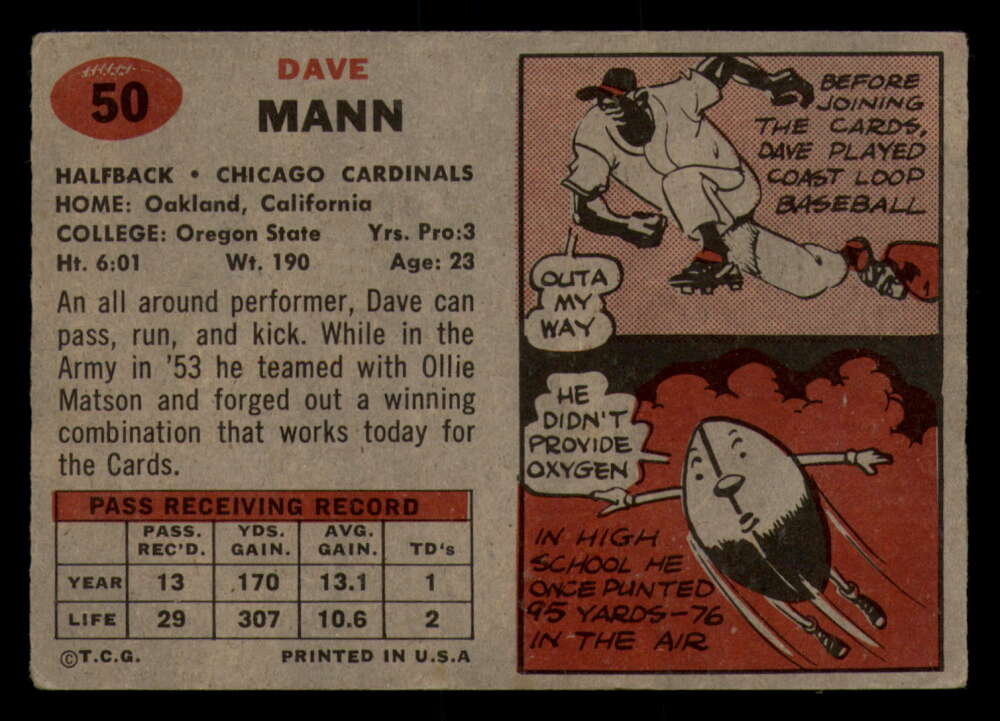 50
DAVE
MANN
HALFBACK • CHICAGO CARDINALS
HOME: Oakland, California
COLLEGE: Oregon State Yrs. Pro:3
Ht. 6:01 Wt. 190 Age: 23
An all around performer, Dave can
pass, run, and kick. While in the
Army in '53 he teamed with Ollie
Matson and forged out a winning
combination that works today for
the Cards.
PASS RECEIVING RECORD
PASS. REC'D. YDS. GAIN. AVG. GAIN. TD's
YEAR 13 170 13.1 1
LIFE 29 307 10.6 2
©T.C.G. PRINTED IN U.S.A
BEFORE
JOINING
THE CARDS,
DAVE PLAYED
COAST LOOP
BASEBALL
OUTA
MY
WAY
1
HE
DIDN'T
PROVIDE
OXYGEN
IN HIGH
SCHOOL HE
ONCE PUNTED
95 YARDS-76
IN THE AIR